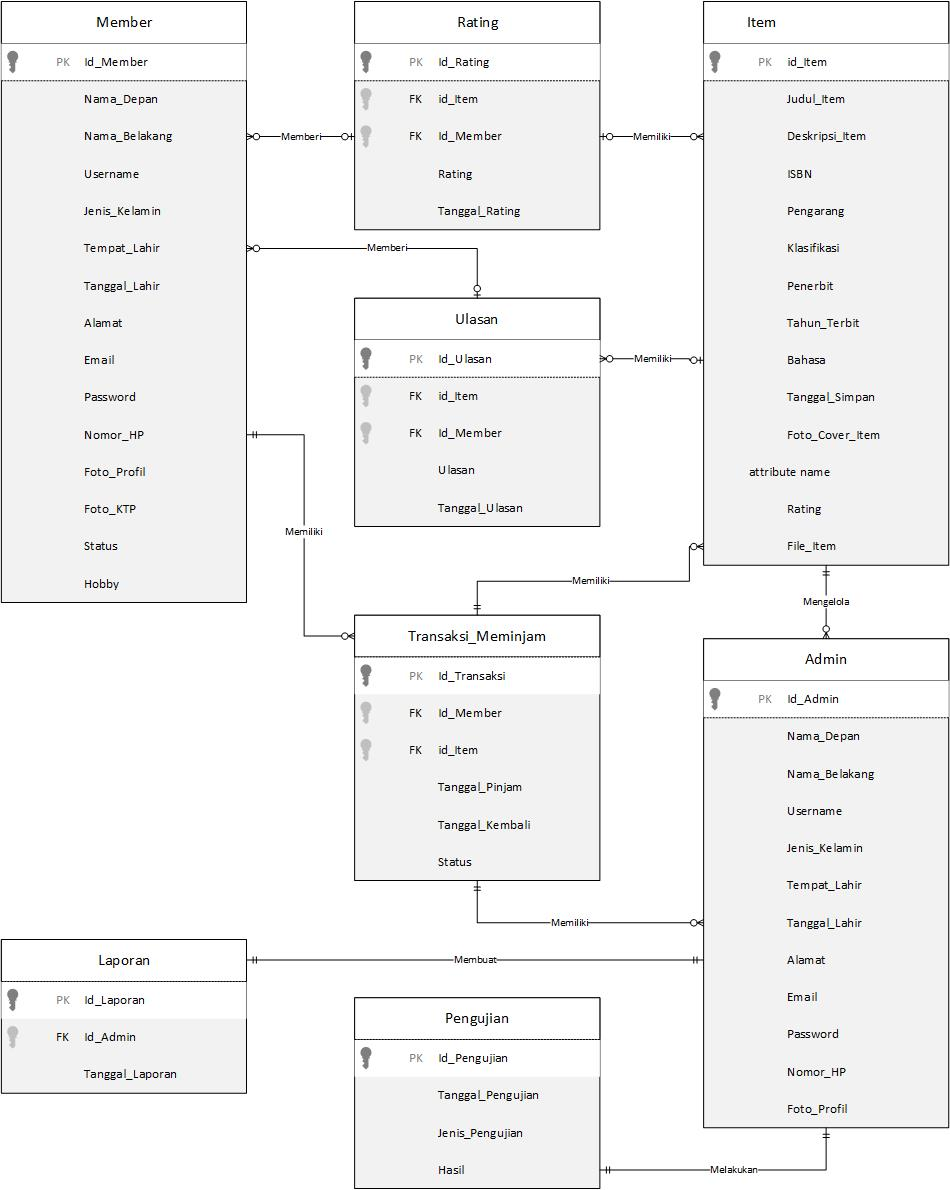 Member
PK Id_Member
Nama_Depan
Nama_Belakang
Username
Jenis_Kelamin
Tempat_Lahir
Tanggal_Lahir
Alamat
Email
Password
Nomor_HP
Foto_Profil
Foto_KTP
Status
Hobby
Memberi
Memberi
Memiliki
Rating
PK Id_Rating
FK id_Item
FK Id_Member
Rating
Tanggal_Rating
Memiliki
Ulasan
PK Id_Ulasan
FK id_Item
FK Id_Member
Ulasan
Tanggal_Ulasan
Memiliki
Memiliki
Item
PK id_Item
Judul_Item
Deskripsi_Item
ISBN
Pengarang
Klasifikasi
Penerbit
Tahun_Terbit
Bahasa
Tanggal_Simpan
Foto_Cover_Item
attribute name
Rating
File_Item
Mengelola
Transaksi_Meminjam
PK Id_Transaksi
FK Id_Member
FK id_Item
Tanggal_Pinjam
Tanggal_Kembali
Status
Memiliki
Admin
PK Id_Admin
Nama_Depan
Nama_Belakang
Username
Jenis_Kelamin
Tempat_Lahir
Tanggal_Lahir
Alamat
Email
Password
Nomor_HP
Foto_Profil
Laporan
PK Id_Laporan
FK Id_Admin
Tanggal_Laporan
Membuat
Pengujian
PK Id_Pengujian
Tanggal_Pengujian
Jenis_Pengujian
Hasil
Melakukan